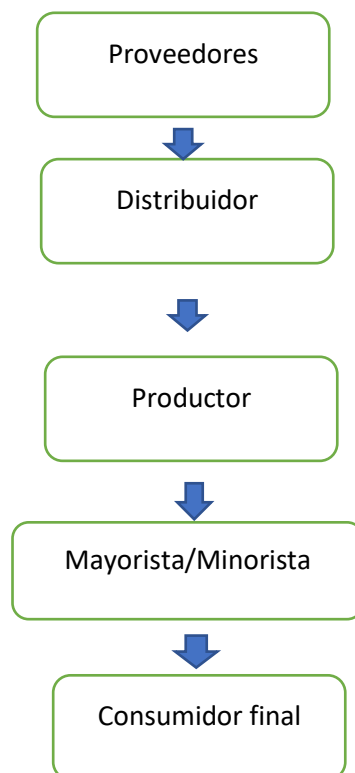 Proveedores
Distribuidor
Productor
Mayorista/Minorista
Consumidor final